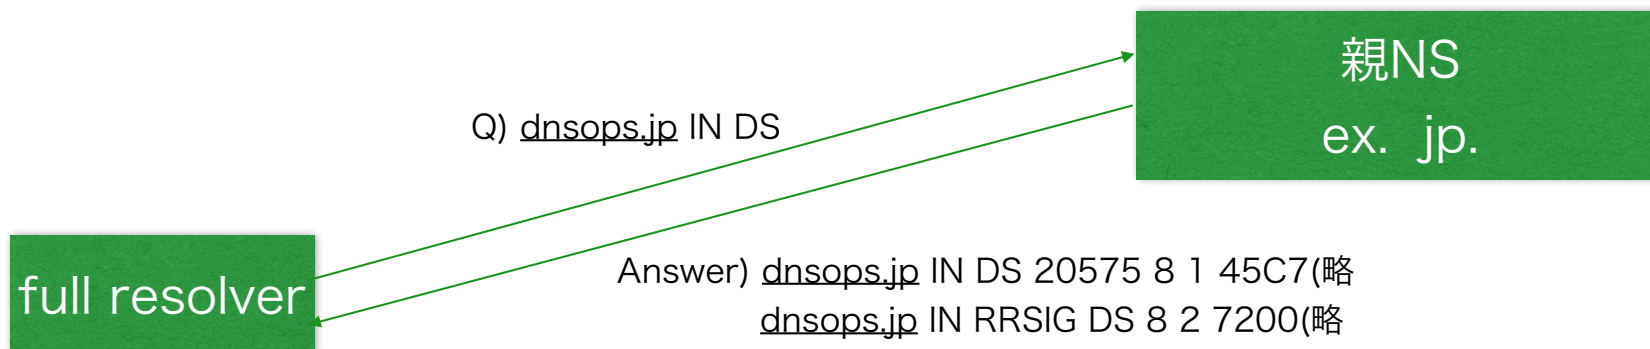 親NS
ex. jp.
Q) dnsops.jp IN DS
full resolver
Answer) dnsops.jp IN DS 20575 8 1 45C7(略
dnsops.jp IN RRSIG DS 8 2 7200(略